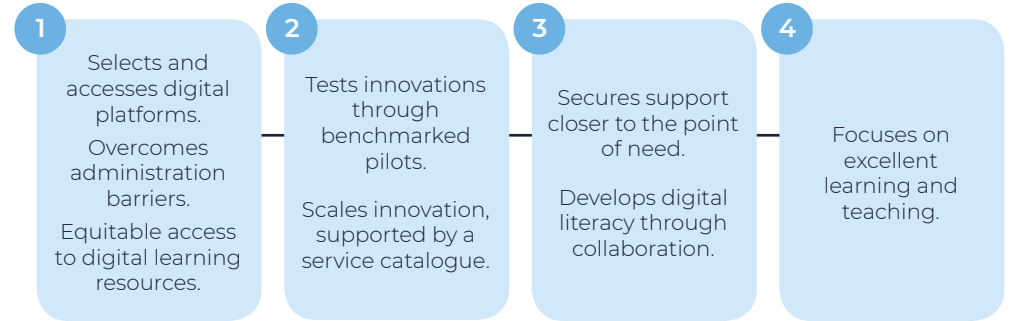 1
Selects and
accesses digital
platforms.
Overcomes
administration
barriers.
Equitable access
to digital learning
resources.
2
Tests innovations
through
benchmarked
pilots.
Scales innovation,
supported by a
service catalogue.
3
Secures support
closer to the point
of need.
Develops digital
literacy through
collaboration.
4
Focuses on
excellent
learning and
teaching.